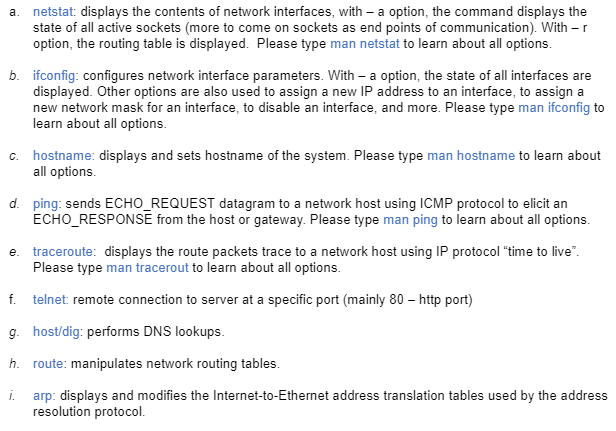 a. netstat: displays the contents of network interfaces, with – a option, the command displays the
state of all active sockets (more to come on sockets as end points of communication). With – r
option, the routing table is displayed. Please type man netstat to learn about all options.
b. ifconfig: configures network interface parameters. With – a option, the state of all interfaces are
displayed. Other options are also used to assign a new IP address to an interface, to assign a
new network mask for an interface, to disable an interface, and more. Please type man ifconfig to
learn about all options.
c. hostname: displays and sets hostname of the system. Please type man hostname to learn about
all options.
d. ping: sends ECHO_REQUEST datagram to a network host using ICMP protocol to elicit an
ECHO_RESPONSE from the host or gateway. Please type man ping to learn about all options.
e. traceroute: displays the route packets trace to a network host using IP protocol “time to live”.
Please type man tracerout to learn about all options.
f. telnet: remote connection to server at a specific port (mainly 80 – http port)
g. host/dig: performs DNS lookups.
h. route: manipulates network routing tables.
i. arp: displays and modifies the Internet-to-Ethernet address translation tables used by the address
resolution protocol.